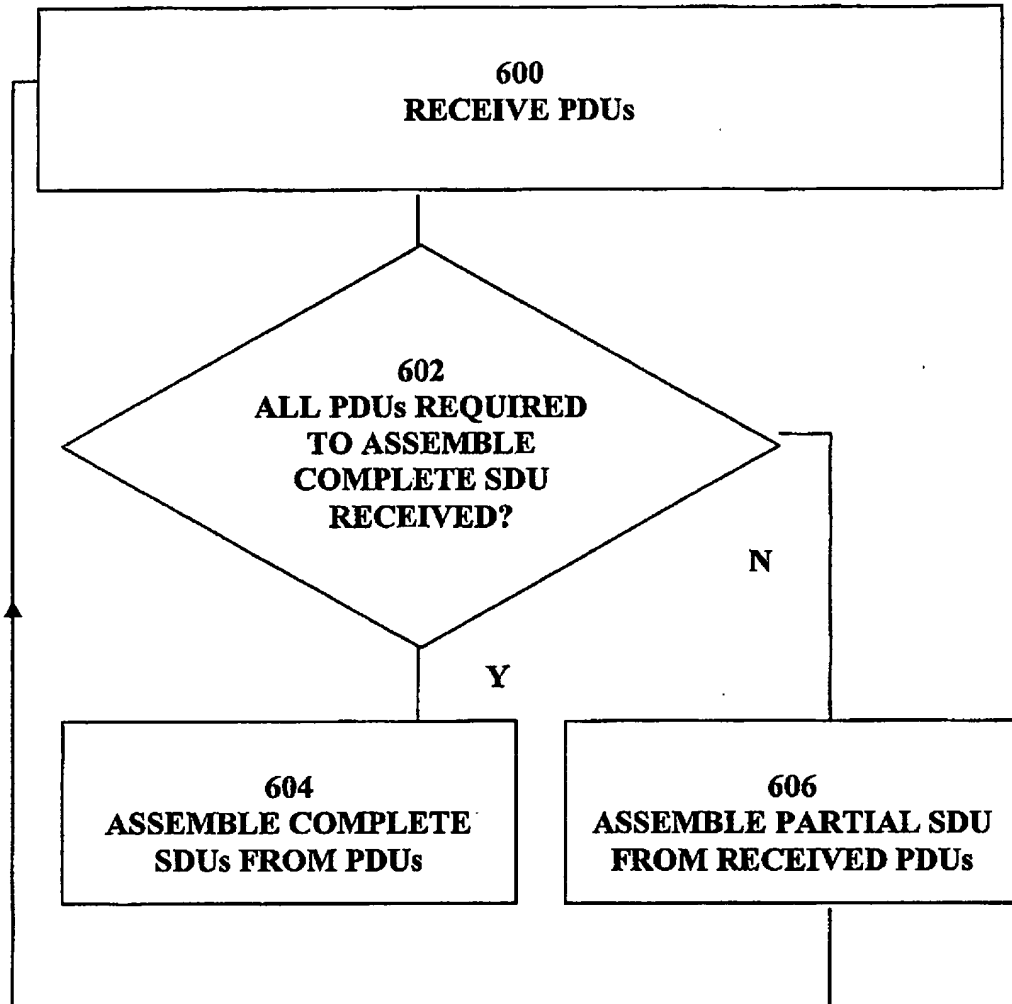 600
RECEIVE PDUs
602
ALL PDUs REQUIRED
TO ASSEMBLE
COMPLETE SDU
RECEIVED?
N
Y
604
ASSEMBLE COMPLETE
SDUs FROM PDUs
606
ASSEMBLE PARTIAL SDU
FROM RECEIVED PDUs